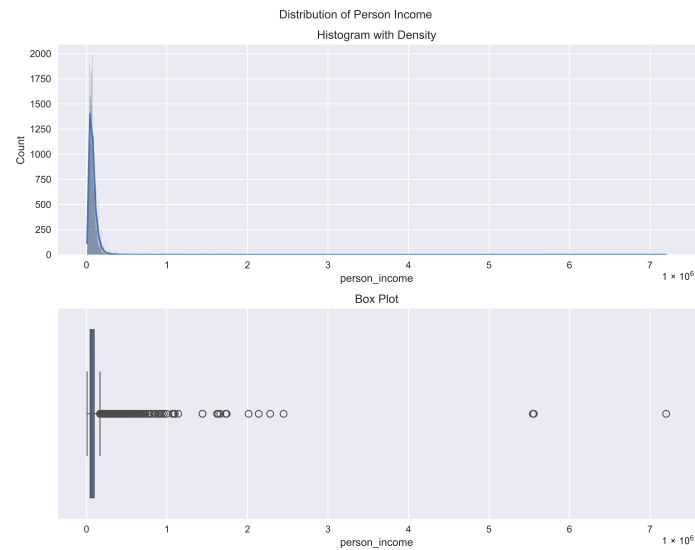 Distribution of Person Income
Histogram with Density
2000
1750
1500
1250
1000
750
500
250
0
Count
0 1 2 3 4 5 6 7
1 × 10⁶
person_income
Box Plot
0 1 2 3 4 5 6 7
1 × 10⁶
person_income